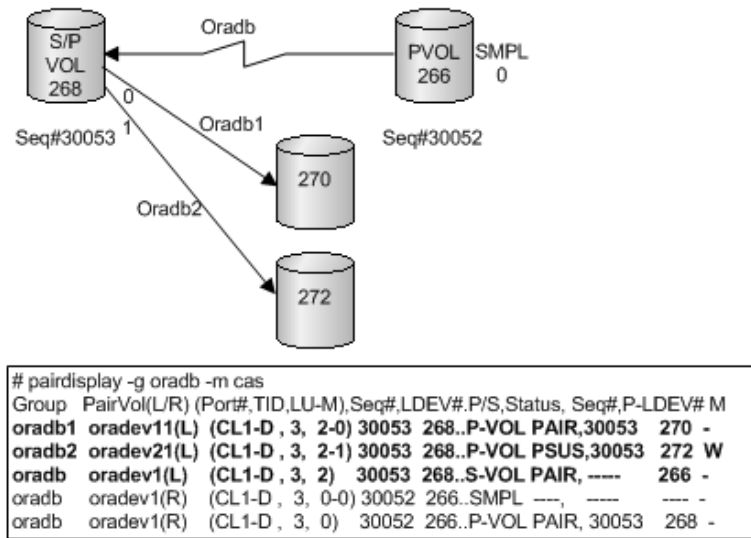 Oradb
S/P
VOL
268
PVOL
266
SMPL
0
0
1
Seq#30053
Oradb1
Seq#30052
270
Oradb2
272
# pairdisplay -g oradb -m cas
Group PairVol(L/R) (Port#,TID,LU-M),Seq#,LDEV#.P/S,Status, Seq#,P-LDEV# M
oradb1 oradev11(L) (CL1-D , 3, 2-0) 30053 268..P-VOL PAIR,30053 270 -
oradb2 oradev21(L) (CL1-D , 3, 2-1) 30053 268..P-VOL PSUS,30053 272 W
oradb oradev1(L) (CL1-D , 3, 2) 30053 268..S-VOL PAIR, ----- 266 -
oradb oradev1(R) (CL1-D , 3, 0-0) 30052 266..SMPL ----, ----- ---- -
oradb oradev1(R) (CL1-D , 3, 0) 30052 266..P-VOL PAIR, 30053 268 -